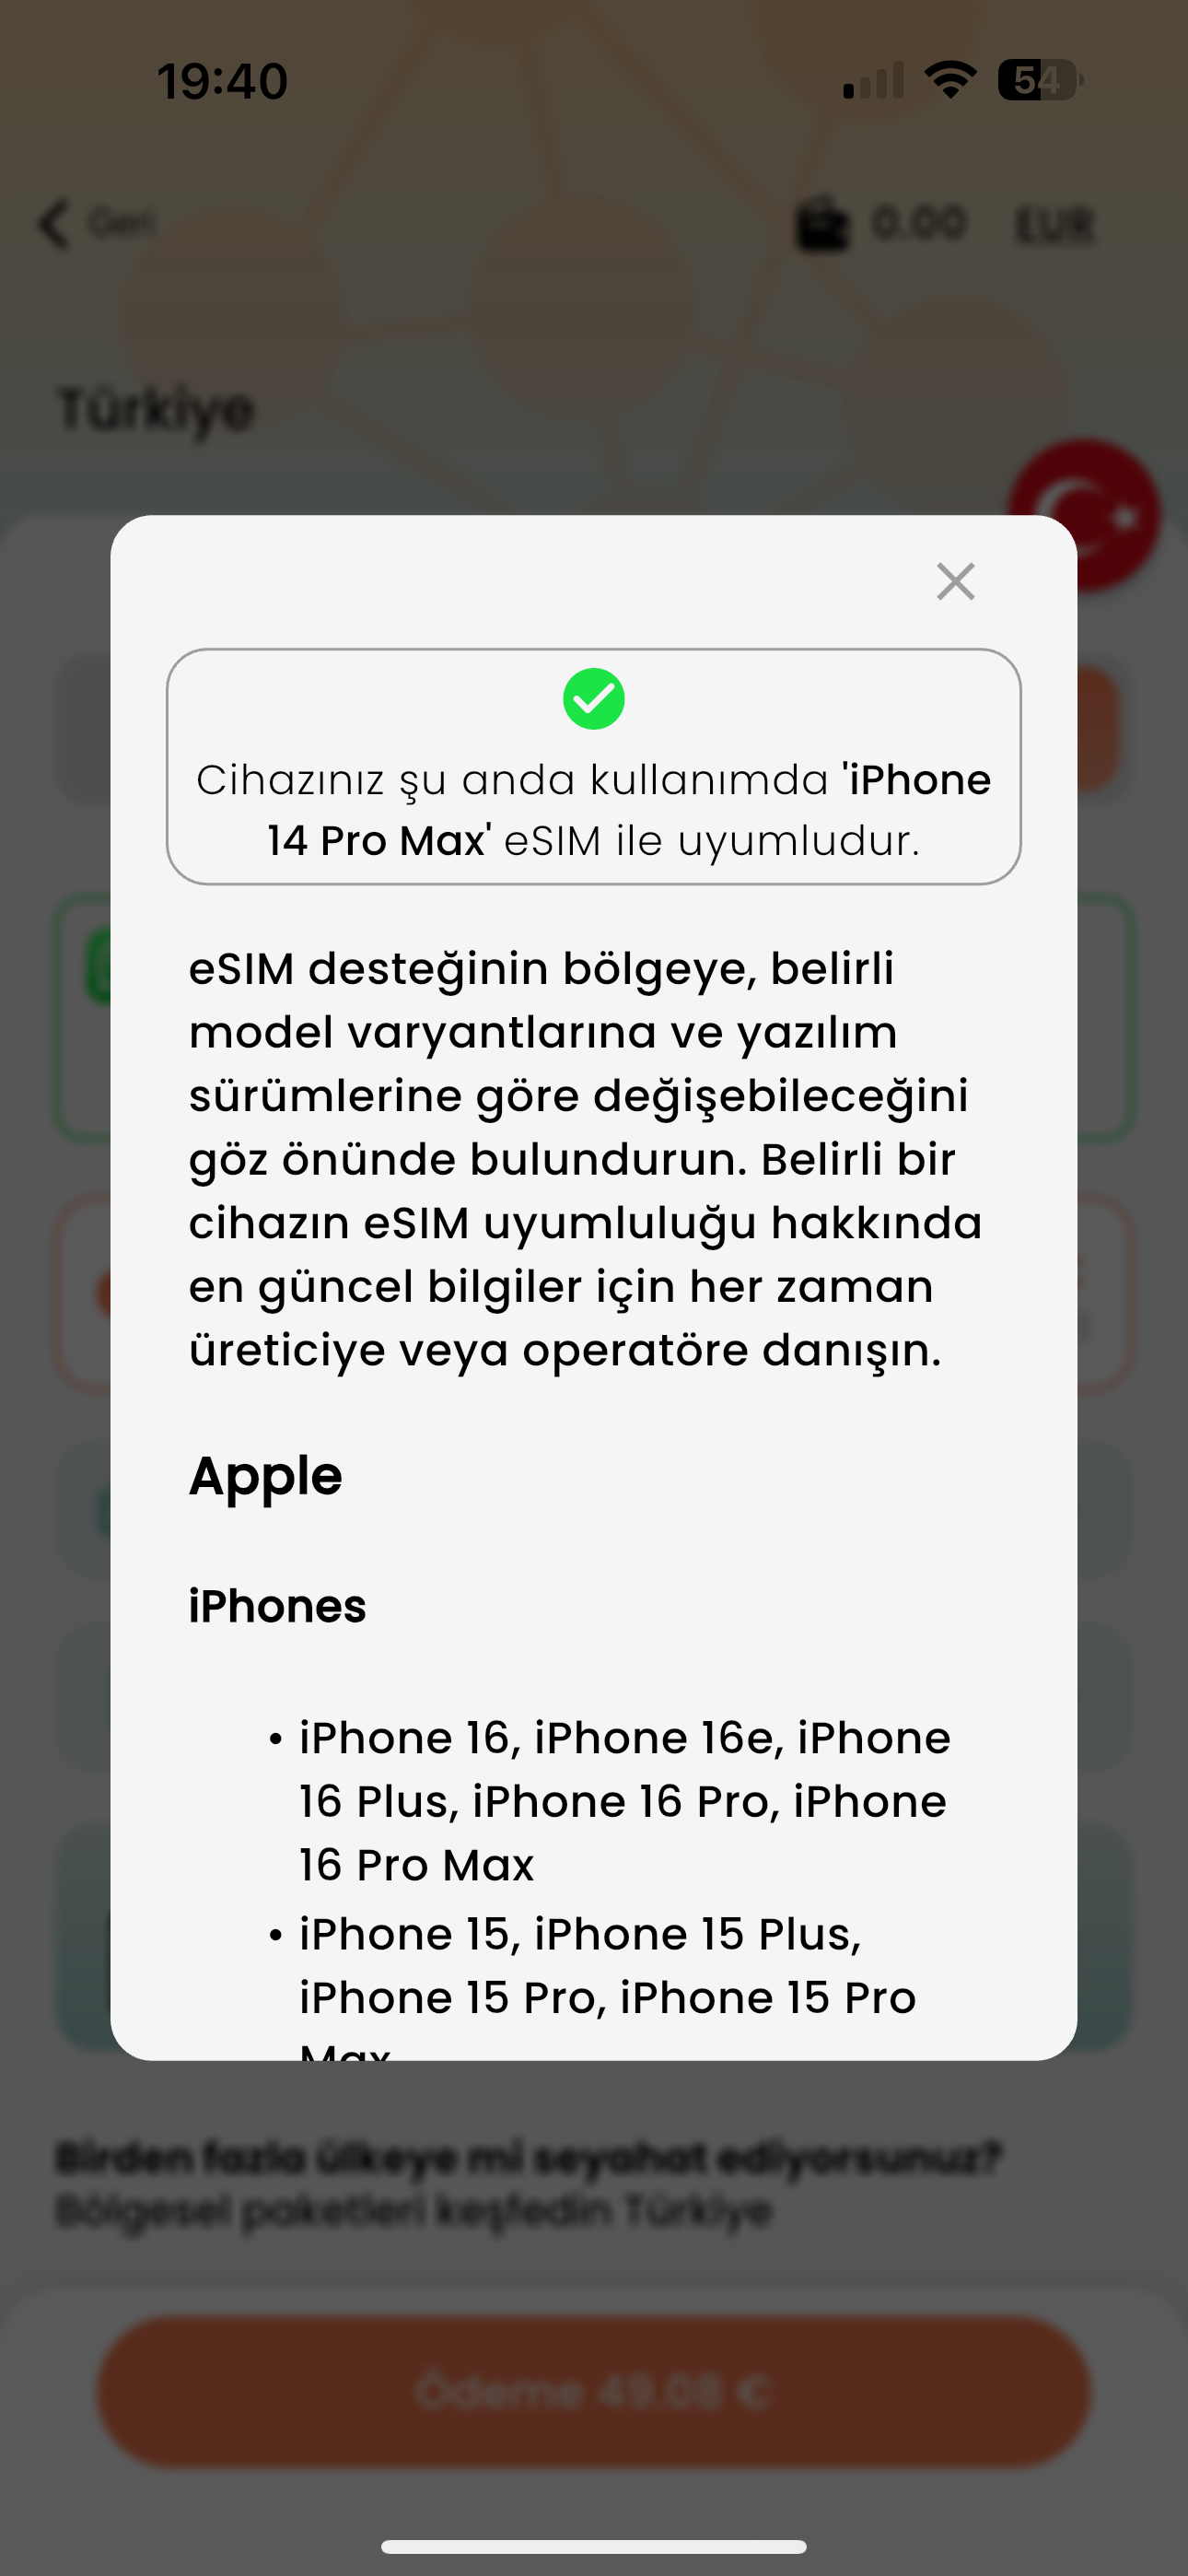 19:40
54
Geri
0.00 EUR
Türkiye
Cihazınız şu anda kullanımda 'iPhone
14 Pro Max' eSIM ile uyumludur.
eSIM desteğinin bölgeye, belirli
model varyantlarına ve yazılım
sürümlerine göre değişebileceğini
göz önünde bulundurun. Belirli bir
cihazın eSIM uyumluluğu hakkında
en güncel bilgiler için her zaman
üreticiye veya operatöre danışın.
Apple
iPhones
• iPhone 16, iPhone 16e, iPhone
16 Plus, iPhone 16 Pro, iPhone
16 Pro Max
• iPhone 15, iPhone 15 Plus,
iPhone 15 Pro, iPhone 15 Pro
Max
Birden fazla ülkeye mi seyahat ediyorsunuz?
Bölgesel paketleri keşfedin Türkiye
Ödeme 49.08 €